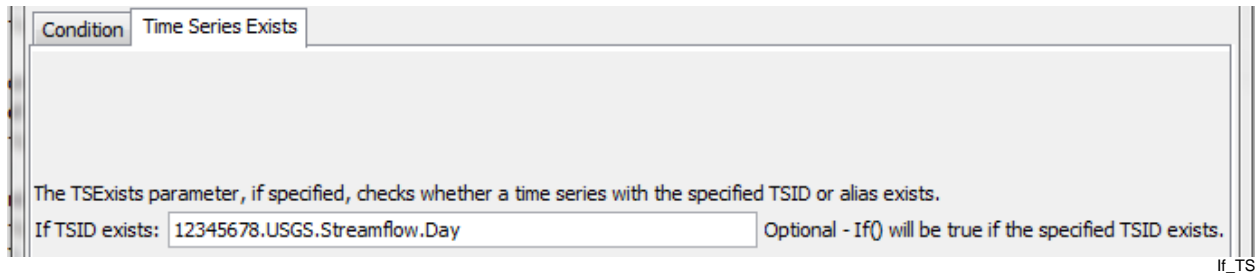 Condition Time Series Exists
The TSExists parameter, if specified, checks whether a time series with the specified TSID or alias exists.
If TSID exists: 12345678.USGS.Streamflow.Day Optional - If() will be true if the specified TSID exists.
If_TS